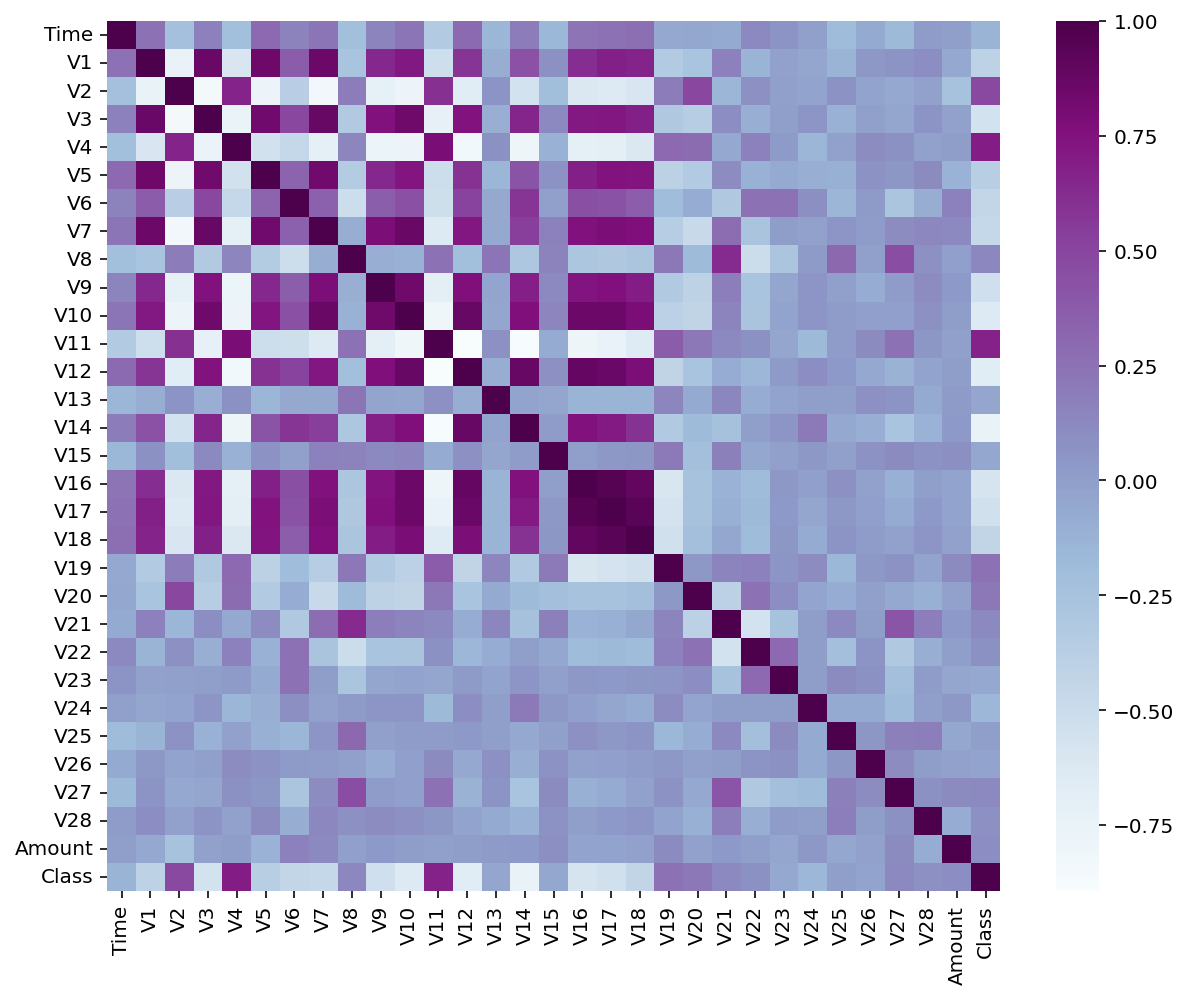 Time
V1
V2
V3
V4
V5
V6
V7
V8
V9
V10
V11
V12
V13
V14
V15
V16
V17
V18
V19
V20
V21
V22
V23
V24
V25
V26
V27
V28
Amount
Class
Time
V1
V2
V3
V4
V5
V6
V7
V8
V9
V10
V11
V12
V13
V14
V15
V16
V17
V18
V19
V20
V21
V22
V23
V24
V25
V26
V27
V28
Amount
Class
1.00
0.75
0.50
0.25
0.00
−0.25
−0.50
−0.75